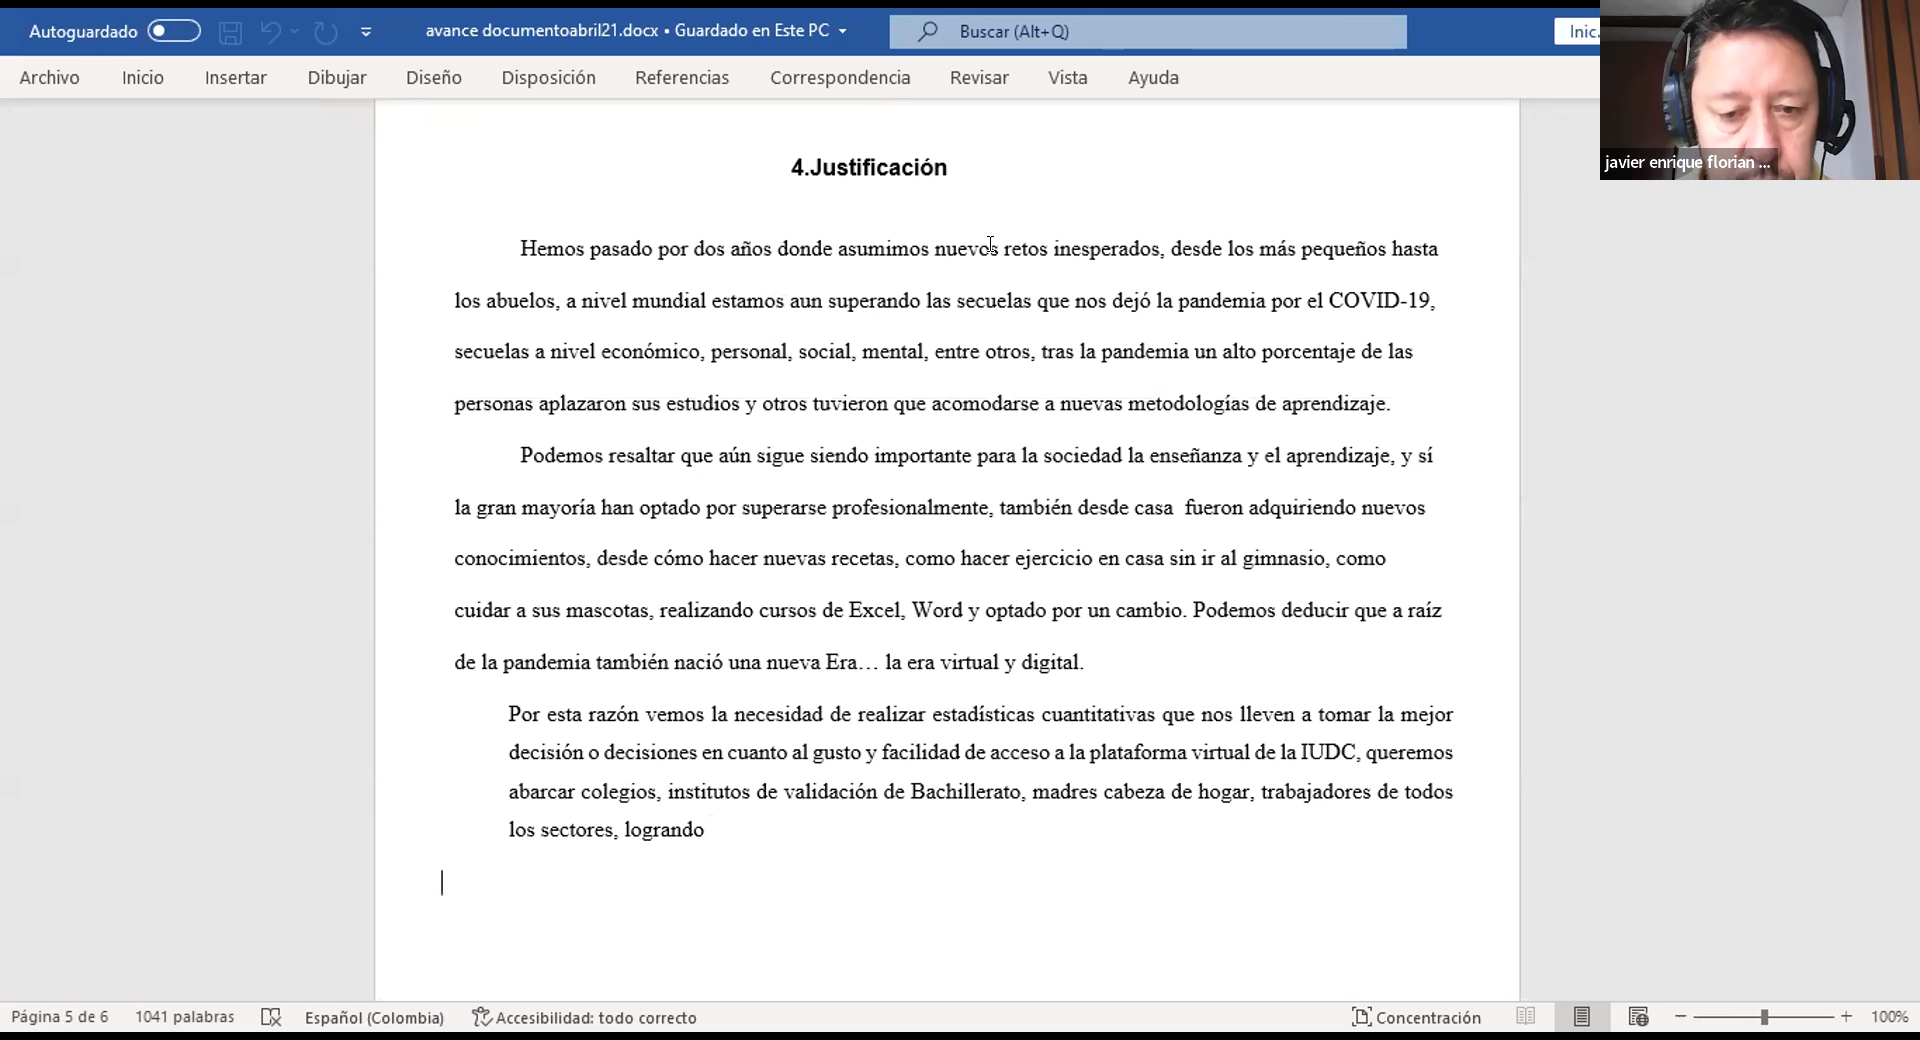 Autoguardado
avance documentoabril21.docx • Guardado en Este PC
Buscar (Alt+Q)
Inic.
Archivo Inicio Insertar Dibujar Diseño Disposición Referencias Correspondencia Revisar Vista Ayuda
javier enrique florian ...
4.Justificación
Hemos pasado por dos años donde asumimos nuevos retos inesperados, desde los más pequeños hasta
los abuelos, a nivel mundial estamos aun superando las secuelas que nos dejó la pandemia por el COVID-19,
secuelas a nivel económico, personal, social, mental, entre otros, tras la pandemia un alto porcentaje de las
personas aplazaron sus estudios y otros tuvieron que acomodarse a nuevas metodologías de aprendizaje.
Podemos resaltar que aún sigue siendo importante para la sociedad la enseñanza y el aprendizaje, y sí
la gran mayoría han optado por superarse profesionalmente, también desde casa  fueron adquiriendo nuevos
conocimientos, desde cómo hacer nuevas recetas, como hacer ejercicio en casa sin ir al gimnasio, como
cuidar a sus mascotas, realizando cursos de Excel, Word y optado por un cambio. Podemos deducir que a raíz
de la pandemia también nació una nueva Era… la era virtual y digital.
Por esta razón vemos la necesidad de realizar estadísticas cuantitativas que nos lleven a tomar la mejor
decisión o decisiones en cuanto al gusto y facilidad de acceso a la plataforma virtual de la IUDC, queremos
abarcar colegios, institutos de validación de Bachillerato, madres cabeza de hogar, trabajadores de todos
los sectores, logrando
Página 5 de 6 1041 palabras Español (Colombia) Accesibilidad: todo correcto Concentración 100%